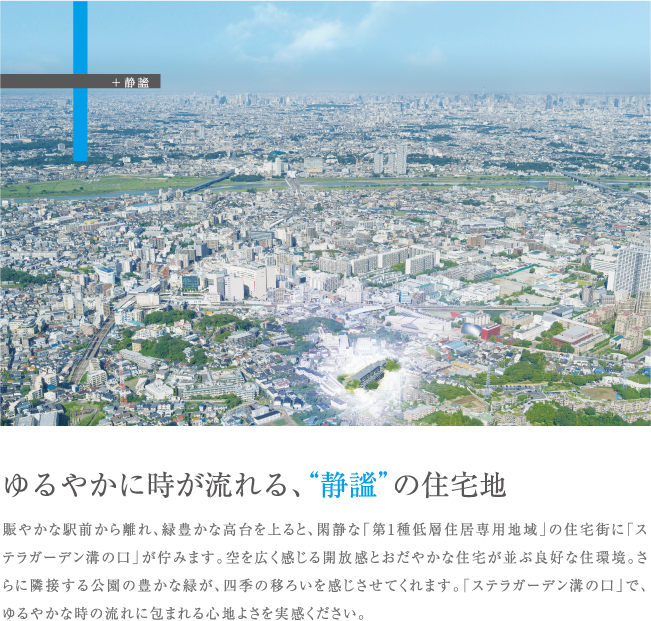 ＋静謐
ゆるやかに時が流れる、“静謐”の住宅地
賑やかな駅前から離れ、緑豊かな高台を上ると、閑静な「第1種低層住居専用地域」の住宅街に「ス
テラガーデン溝の口」が佇みます。空を広く感じる開放感とおだやかな住宅が並ぶ良好な住環境。さ
らに隣接する公園の豊かな緑が、四季の移ろいを感じさせてくれます。「ステラガーデン溝の口」で、
ゆるやかな時の流れに包まれる心地よさを実感ください。